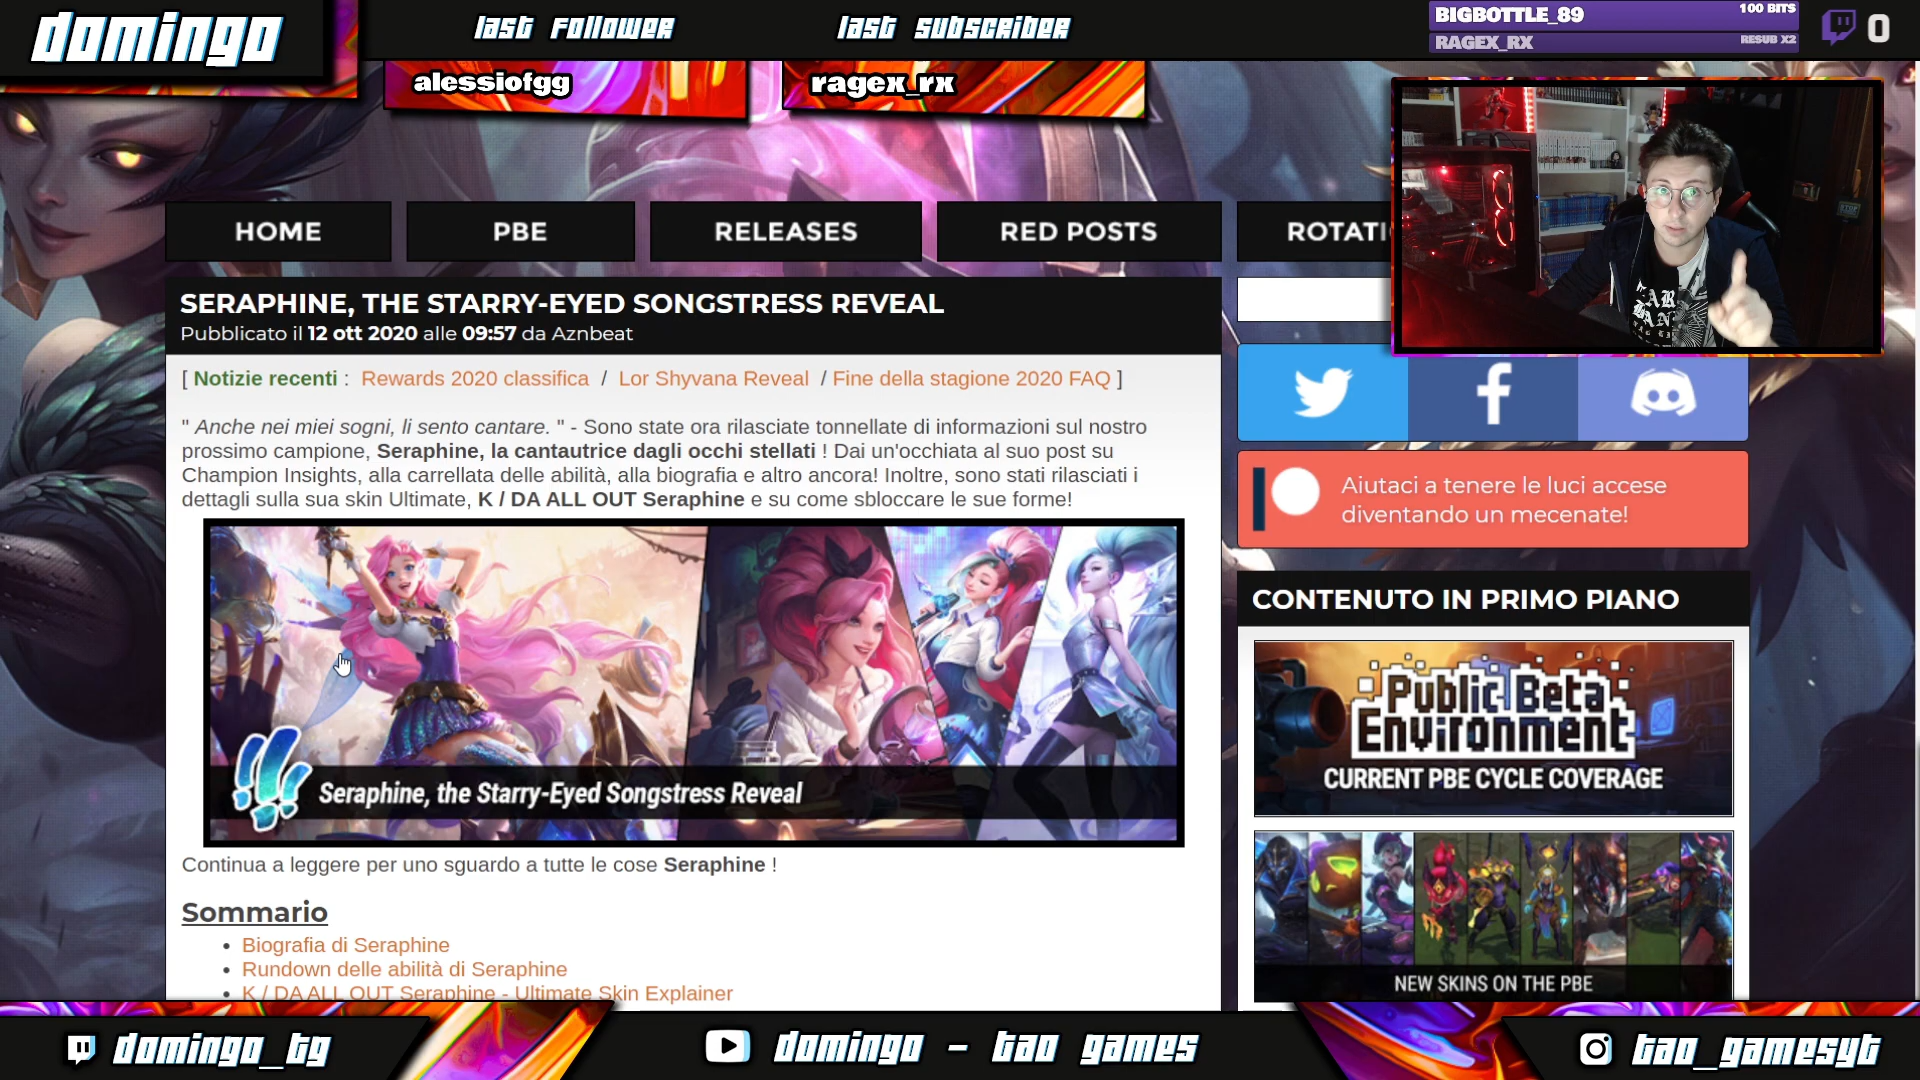 domingo
last follower
last subscriber
BIGBOTTLE_89
100 BITS
RAGEX_RX
RESUB X2
0
alessiofgg
ragex_rx
HOME
PBE
RELEASES
RED POSTS
ROTATI
SERAPHINE, THE STARRY-EYED SONGSTRESS REVEAL
Pubblicato il 12 ott 2020 alle 09:57 da Aznbeat
[ Notizie recenti : Rewards 2020 classifica / Lor Shyvana Reveal / Fine della stagione 2020 FAQ ]
" Anche nei miei sogni, li sento cantare. " - Sono state ora rilasciate tonnellate di informazioni sul nostro
prossimo campione, Seraphine, la cantautrice dagli occhi stellati ! Dai un'occhiata al suo post su
Champion Insights, alla carrellata delle abilità, alla biografia e altro ancora! Inoltre, sono stati rilasciati i
dettagli sulla sua skin Ultimate, K / DA ALL OUT Seraphine e su come sbloccare le sue forme!
Seraphine, the Starry-Eyed Songstress Reveal
Continua a leggere per uno sguardo a tutte le cose Seraphine !
Sommario
• Biografia di Seraphine
• Rundown delle abilità di Seraphine
• K / DA ALL OUT Seraphine - Ultimate Skin Explainer
Aiutaci a tenere le luci accese
diventando un mecenate!
CONTENUTO IN PRIMO PIANO
Public Beta
Environment
CURRENT PBE CYCLE COVERAGE
NEW SKINS ON THE PBE
domingo_tg
domingo - tao games
tao_gamesyt